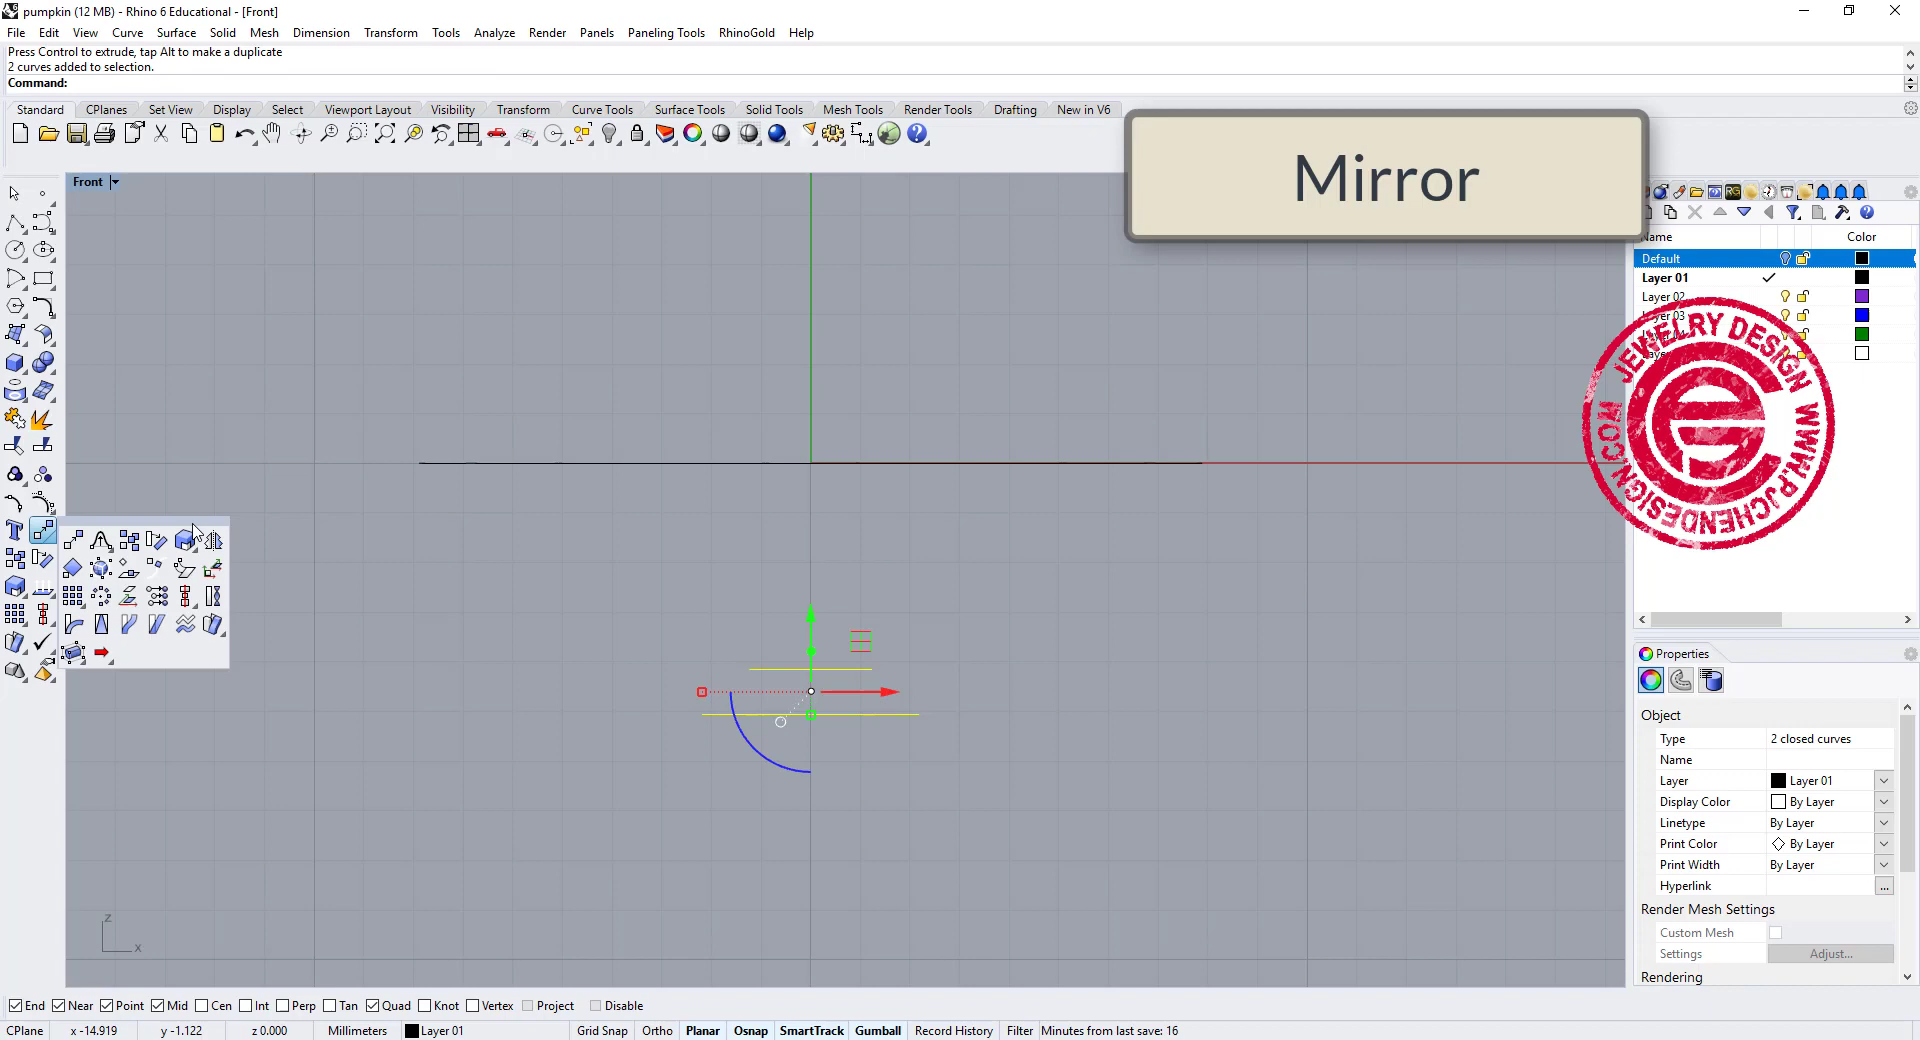 pumpkin (12 MB) - Rhino 6 Educational - [Front]
File Edit View Curve Surface Solid Mesh Dimension Transform Tools Analyze Render Panels Paneling Tools RhinoGold Help
Press Control to extrude, tap Alt to make a duplicate
2 curves added to selection.
Command:
Standard CPlanes Set View Display Select Viewport Layout Visibility Transform Curve Tools Surface Tools Solid Tools Mesh Tools Render Tools Drafting New in V6
Mirror
Front
Name Color
Default
Layer 01
Layer 02
Layer 03
JEWELRY DESIGN WWW.PJCHENDESIGN.COM
Properties
Object
Type 2 closed curves
Name
Layer Layer 01
Display Color By Layer
Linetype By Layer
Print Color By Layer
Print Width By Layer
Hyperlink ...
Render Mesh Settings
Custom Mesh
Settings Adjust...
Rendering
z
x
End Near Point Mid Cen Int Perp Tan Quad Knot Vertex Project Disable
CPlane x -14.919 y -1.122 z 0.000 Millimeters Layer 01 Grid Snap Ortho Planar Osnap SmartTrack Gumball Record History Filter Minutes from last save: 16